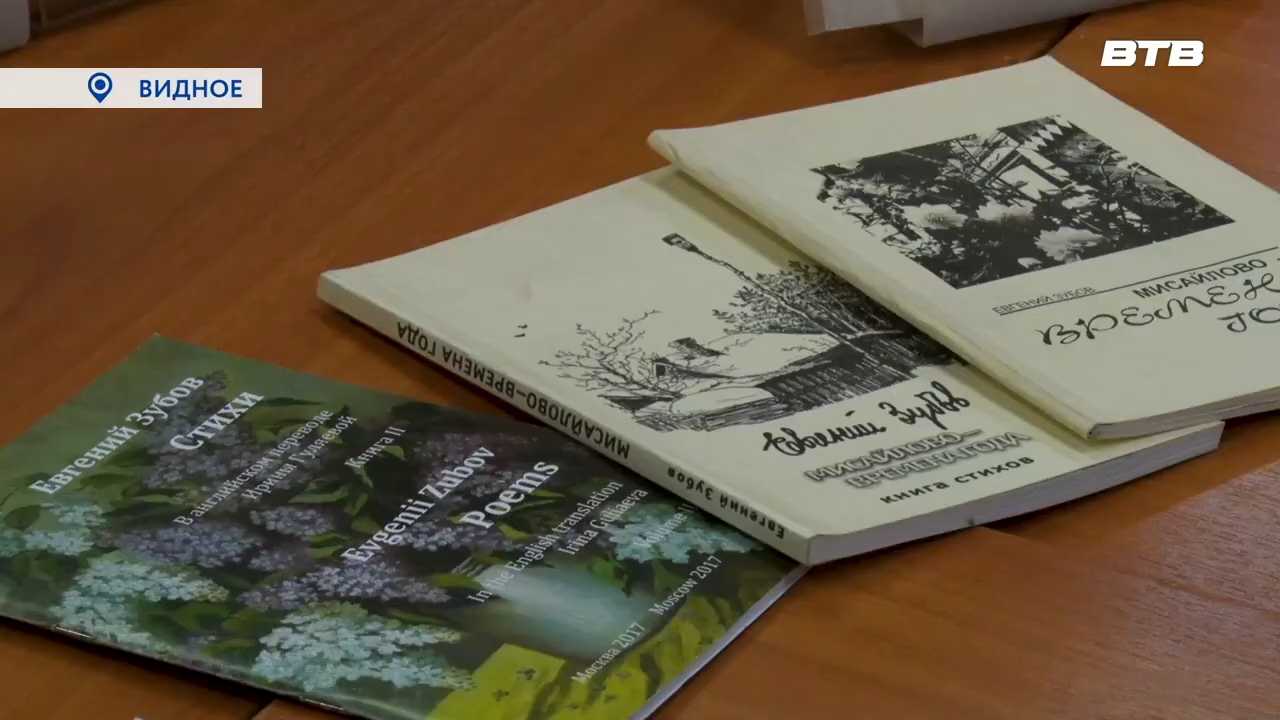 ВИДНОЕ
ВТВ
ЕВГЕНИЙ ЗУБОВ
МИСАЙЛОВО
Евгений Зубов
МИСАЙЛОВО—
ВРЕМЕНА ГОДА
книга стихов
Евгений Зубов МИСАЙЛОВО—ВРЕМЕНА ГОДА
Евгений Зубов
Стихи
В английском переводе
Ирины Гуляевой
Книга II
Evgenii Zubov
Poems
In the English translation
Irina Guliaeva
Volume II
Москва 2017 Moscow 2017